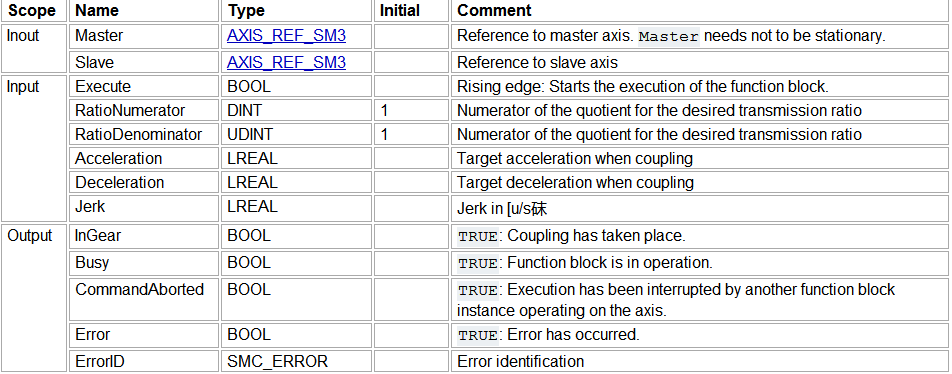 Scope Name Type Initial Comment
Inout Master AXIS_REF_SM3 Reference to master axis. Master needs not to be stationary.
Slave AXIS_REF_SM3 Reference to slave axis
Input Execute BOOL Rising edge: Starts the execution of the function block.
RatioNumerator DINT 1 Numerator of the quotient for the desired transmission ratio
RatioDenominator UDINT 1 Numerator of the quotient for the desired transmission ratio
Acceleration LREAL Target acceleration when coupling
Deceleration LREAL Target deceleration when coupling
Jerk LREAL Jerk in [u/s砞
Output InGear BOOL TRUE: Coupling has taken place.
Busy BOOL TRUE: Function block is in operation.
CommandAborted BOOL TRUE: Execution has been interrupted by another function block
instance operating on the axis.
Error BOOL TRUE: Error has occurred.
ErrorID SMC_ERROR Error identification